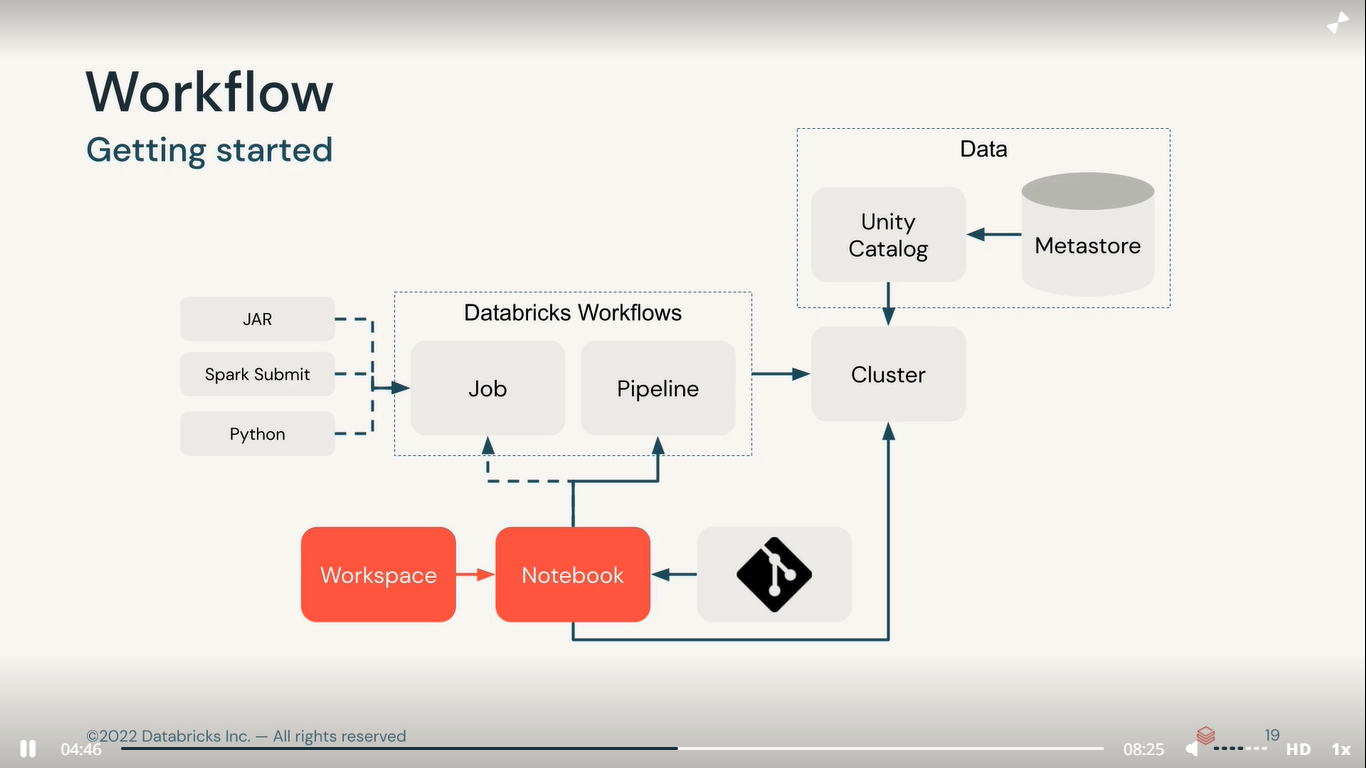 Workflow
Getting started
Data
Unity
Catalog
Metastore
JAR
Spark Submit
Python
Databricks Workflows
Job
Pipeline
Cluster
Workspace
Notebook
©2022 Databricks Inc. — All rights reserved
19
04:46
08:25
HD
1x